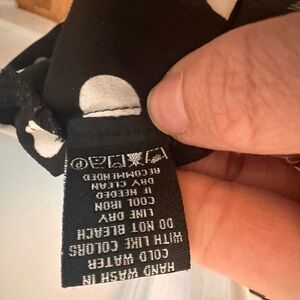 HAND WASH IN
COLD WATER
WITH LIKE COLORS
DO NOT BLEACH
LINE DRY
COOL IRON
IF NEEDED
DRY CLEAN
RECOMMENDED